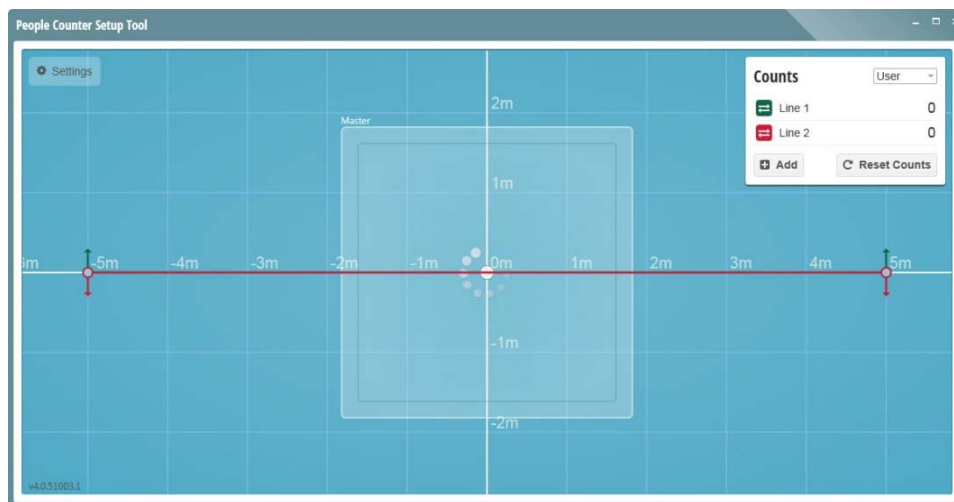 People Counter Setup Tool
Settings
Counts
User
Line 1
0
Line 2
0
Add
Reset Counts
2m
Master
1m
-5m
-4m
-3m
-2m
-1m
0m
1m
2m
3m
4m
5m
-1m
-2m
v4.0.51003.1